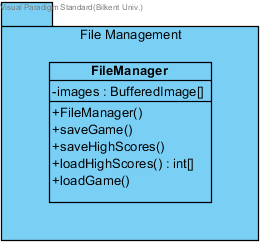 Visual Paradigm Standard(Bilkent Univ.)
File Management
FileManager
-images : BufferedImage[]
+FileManager()
+saveGame()
+saveHighScores()
+loadHighScores() : int[]
+loadGame()